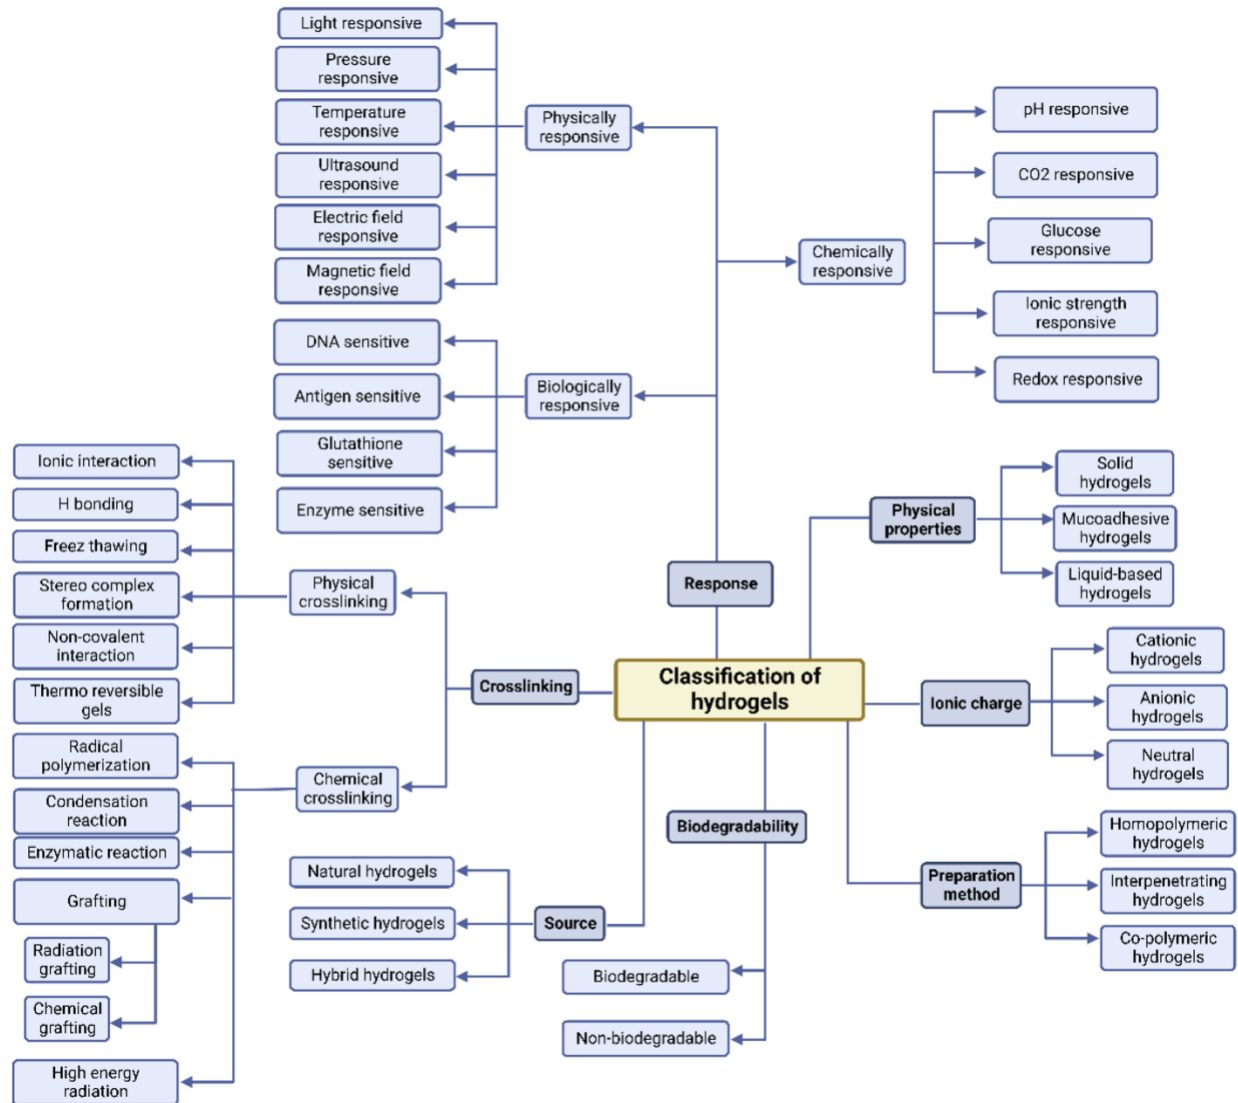 Light responsive
Pressure
responsive
Temperature
responsive
Ultrasound
responsive
Electric field
responsive
Magnetic field
responsive
Physically
responsive
DNA sensitive
Antigen sensitive
Glutathione
sensitive
Enzyme sensitive
Biologically
responsive
Chemically
responsive
pH responsive
CO2 responsive
Glucose
responsive
Ionic strength
responsive
Redox responsive
Response
Physical
properties
Solid
hydrogels
Mucoadhesive
hydrogels
Liquid-based
hydrogels
Ionic interaction
H bonding
Freez thawing
Stereo complex
formation
Non-covalent
interaction
Thermo reversible
gels
Physical
crosslinking
Crosslinking
Classification of
hydrogels
Ionic charge
Cationic
hydrogels
Anionic
hydrogels
Neutral
hydrogels
Radical
polymerization
Condensation
reaction
Enzymatic reaction
Grafting
Radiation
grafting
Chemical
grafting
High energy
radiation
Chemical
crosslinking
Natural hydrogels
Synthetic hydrogels
Hybrid hydrogels
Source
Biodegradability
Biodegradable
Non-biodegradable
Preparation
method
Homopolymeric
hydrogels
Interpenetrating
hydrogels
Co-polymeric
hydrogels